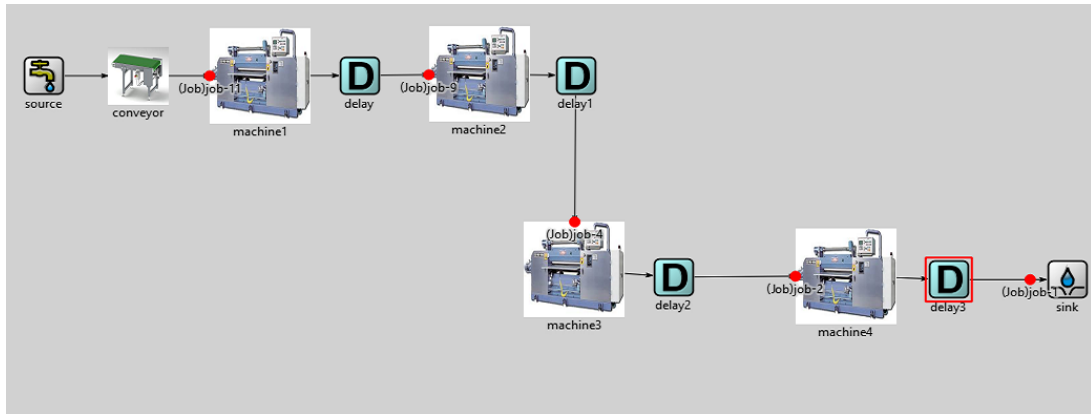 source
conveyor
(Job)job-11
machine1
D
delay
(Job)job-9
machine2
D
delay1
(Job)job-4
machine3
D
delay2
(Job)job-2
machine4
D
delay3
(Job)job-1
sink